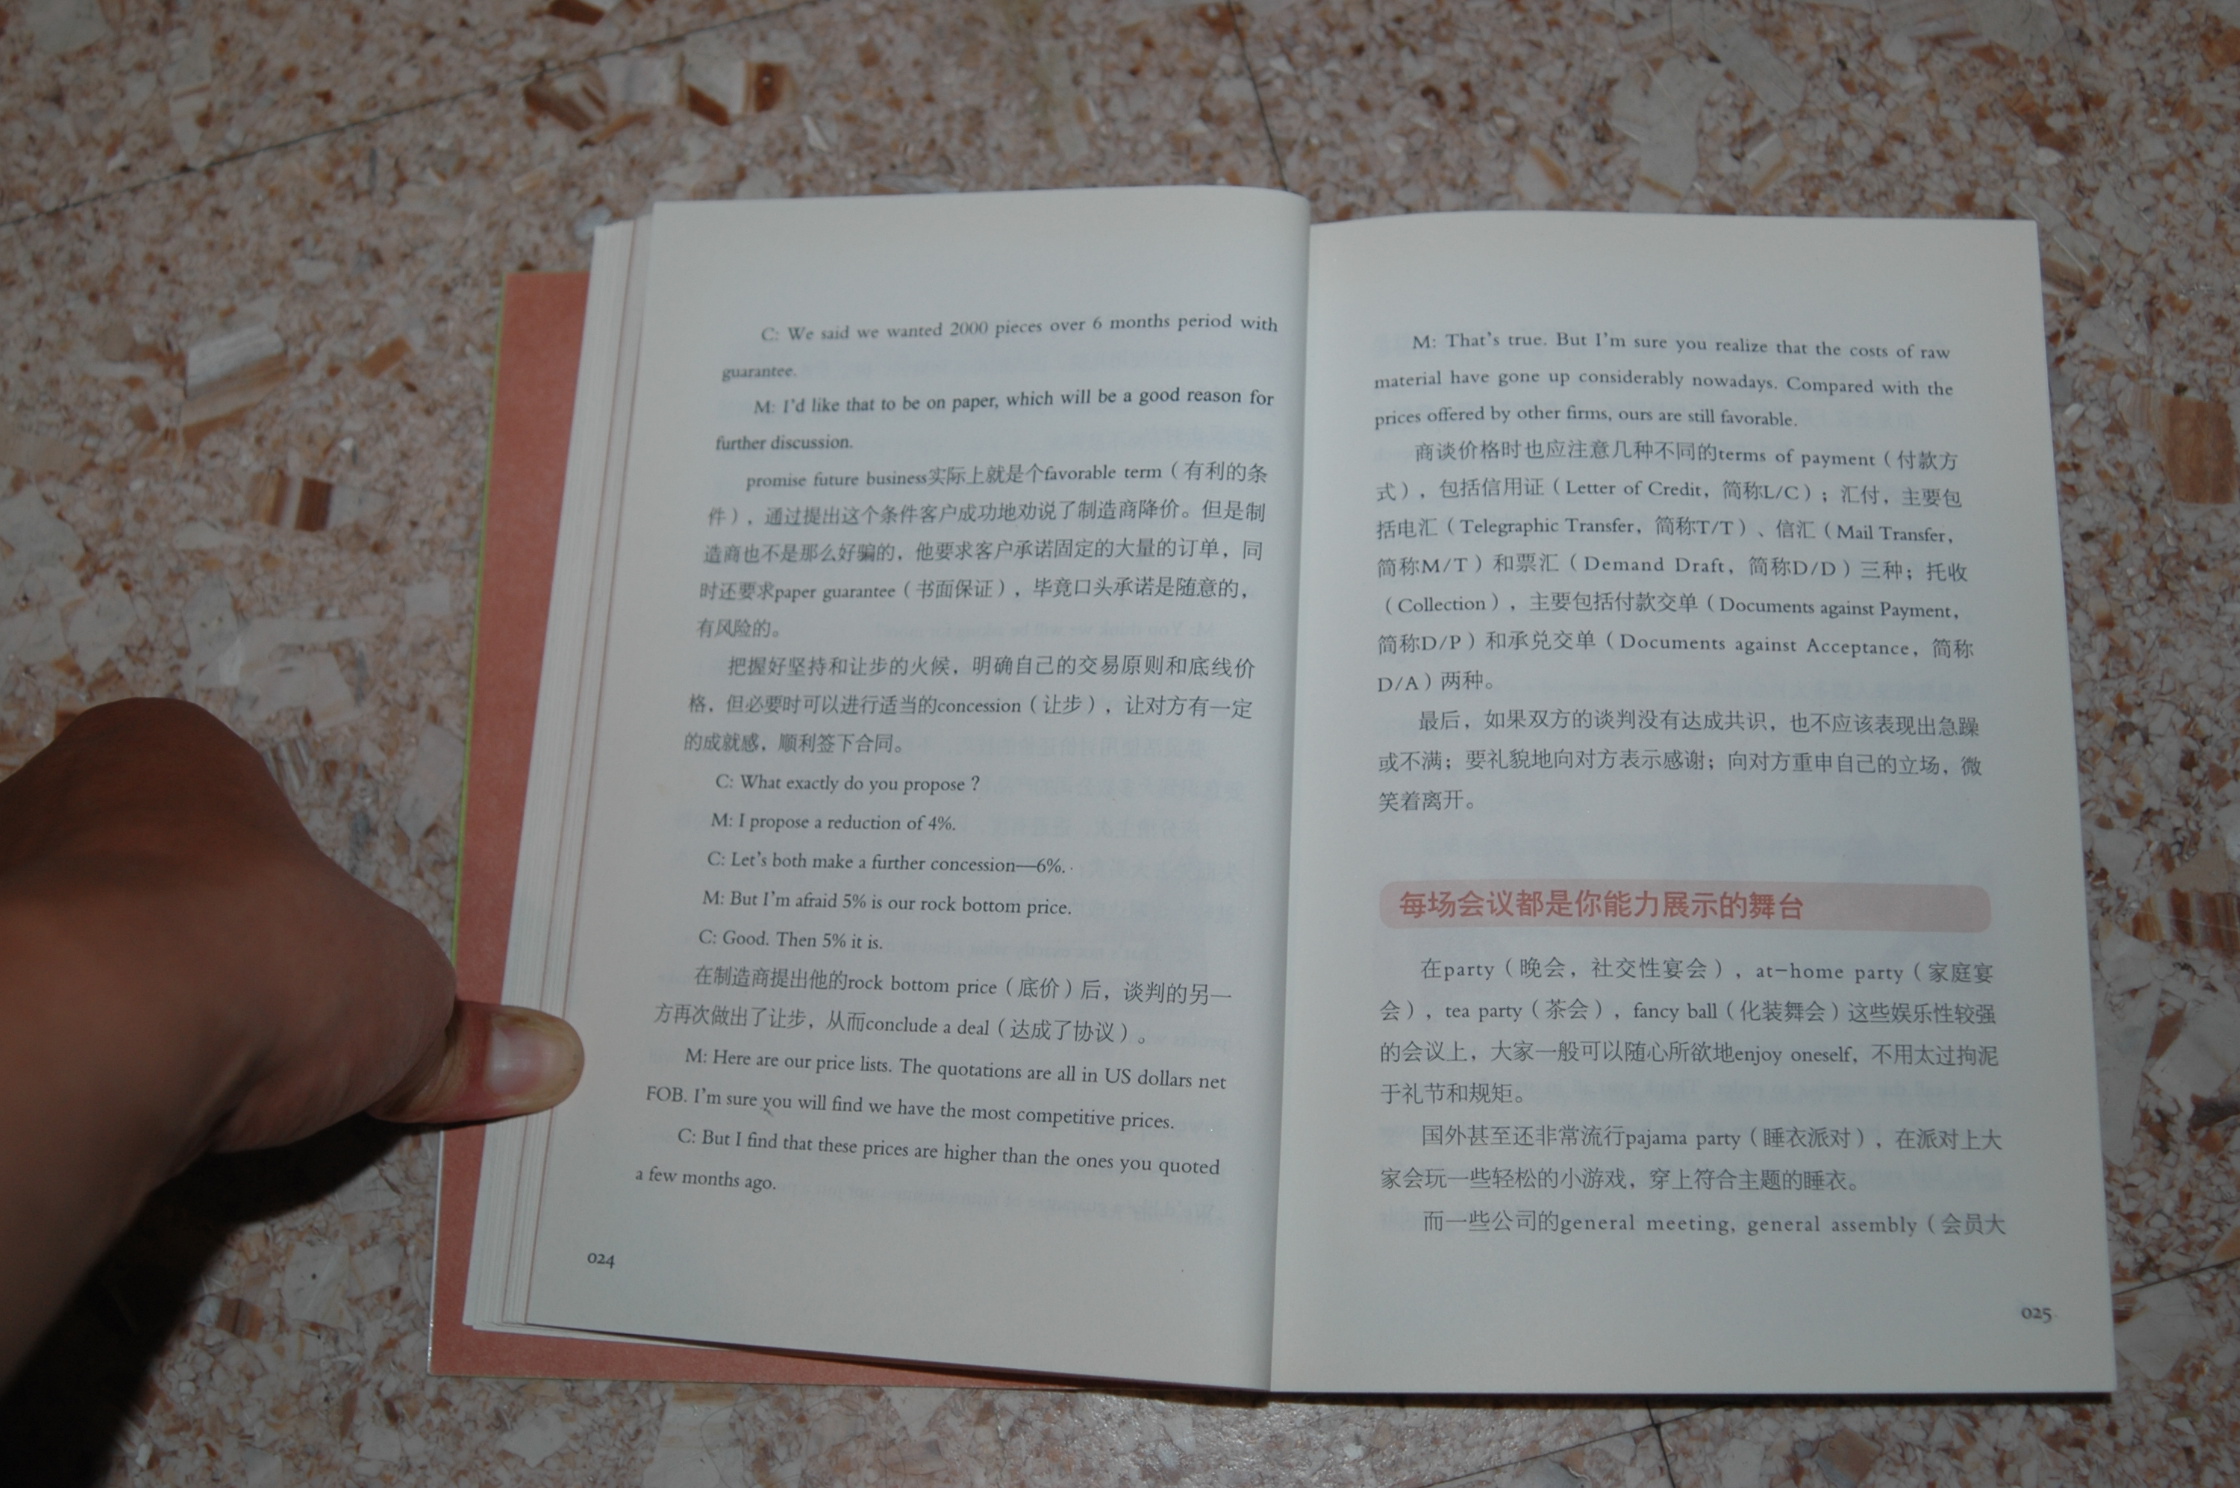 C: We said we wanted 2000 pieces over 6 months period with
guarantee.
M: I'd like that to be on paper, which will be a good reason for
further discussion.
promise future business实际上就是个favorable term（有利的条
件），通过提出这个条件客户成功地劝说了制造商降价。但是制
造商也不是那么好骗的，他要求客户承诺固定的大量的订单，同
时还要求paper guarantee（书面保证），毕竟口头承诺是随意的，
有风险的。
把握好坚持和让步的火候，明确自己的交易原则和底线价
格，但必要时可以进行适当的concession（让步），让对方有一定
的成就感，顺利签下合同。
C: What exactly do you propose？
M: I propose a reduction of 4%.
C: Let's both make a further concession—6%.
M: But I'm afraid 5% is our rock bottom price.
C: Good. Then 5% it is.
在制造商提出他的rock bottom price（底价）后，谈判的另一
方再次做出了让步，从而conclude a deal（达成了协议）。
M: Here are our price lists. The quotations are all in US dollars net
FOB. I'm sure you will find we have the most competitive prices.
C: But I find that these prices are higher than the ones you quoted
a few months ago.
024
M: That's true. But I'm sure you realize that the costs of raw
material have gone up considerably nowadays. Compared with the
prices offered by other firms, ours are still favorable.
商谈价格时也应注意几种不同的terms of payment（付款方
式），包括信用证（Letter of Credit，简称L/C）；汇付，主要包
括电汇（Telegraphic Transfer，简称T/T）、信汇（Mail Transfer，
简称M/T）和票汇（Demand Draft，简称D/D）三种；托收
（Collection），主要包括付款交单（Documents against Payment，
简称D/P）和承兑交单（Documents against Acceptance，简称
D/A）两种。
最后，如果双方的谈判没有达成共识，也不应该表现出急躁
或不满；要礼貌地向对方表示感谢；向对方重申自己的立场，微
笑着离开。
每场会议都是你能力展示的舞台
在party（晚会，社交性宴会），at-home party（家庭宴
会），tea party（茶会），fancy ball（化装舞会）这些娱乐性较强
的会议上，大家一般可以随心所欲地enjoy oneself，不用太过拘泥
于礼节和规矩。
国外甚至还非常流行pajama party（睡衣派对），在派对上大
家会玩一些轻松的小游戏，穿上符合主题的睡衣。
而一些公司的general meeting, general assembly（会员大
025